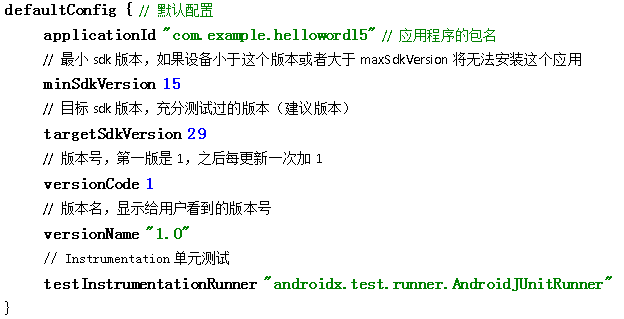 defaultConfig { // 默认配置
applicationId "com.example.helloword15" // 应用程序的包名
// 最小 sdk 版本，如果设备小于这个版本或者大于 maxSdkVersion 将无法安装这个应用
minSdkVersion 15
// 目标 sdk 版本，充分测试过的版本（建议版本）
targetSdkVersion 29
// 版本号，第一版是 1，之后每更新一次加 1
versionCode 1
// 版本名，显示给用户看到的版本号
versionName "1.0"
// Instrumentation 单元测试
testInstrumentationRunner "androidx.test.runner.AndroidJUnitRunner"
}